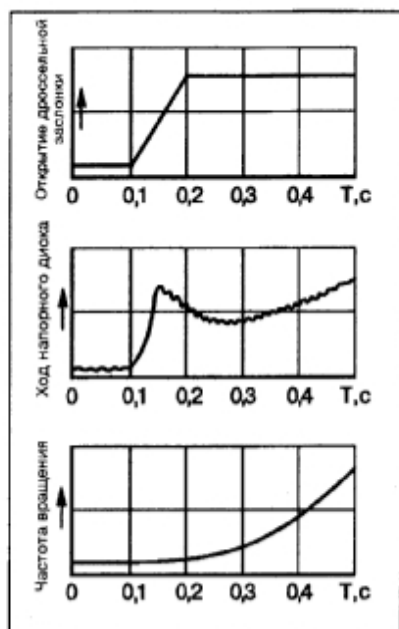 Открытие дроссельной
заслонки
0 0,1 0,2 0,3 0,4 T,c
Ход напорного диска
0 0,1 0,2 0,3 0,4 T,c
Частота вращения
0 0,1 0,2 0,3 0,4 T,c